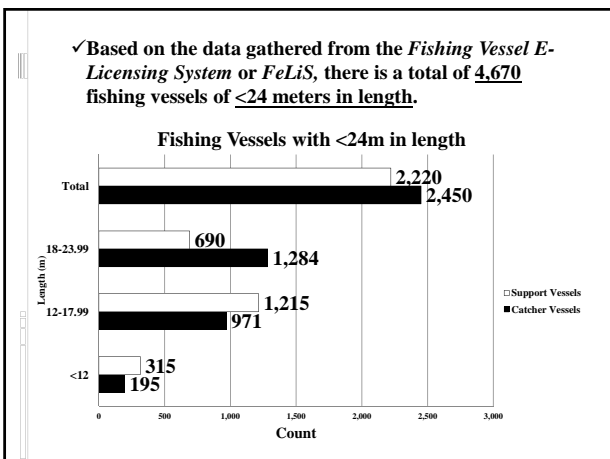 ✓Based on the data gathered from the Fishing Vessel E-
Licensing System or FeLiS, there is a total of 4,670
fishing vessels of <24 meters in length.
Fishing Vessels with <24m in length
Total
2,220
2,450
18-23.99
690
1,284
Length (m)
12-17.99
1,215
971
□Support Vessels
■Catcher Vessels
<12
315
195
0 500 1,000 1,500 2,000 2,500 3,000
Count